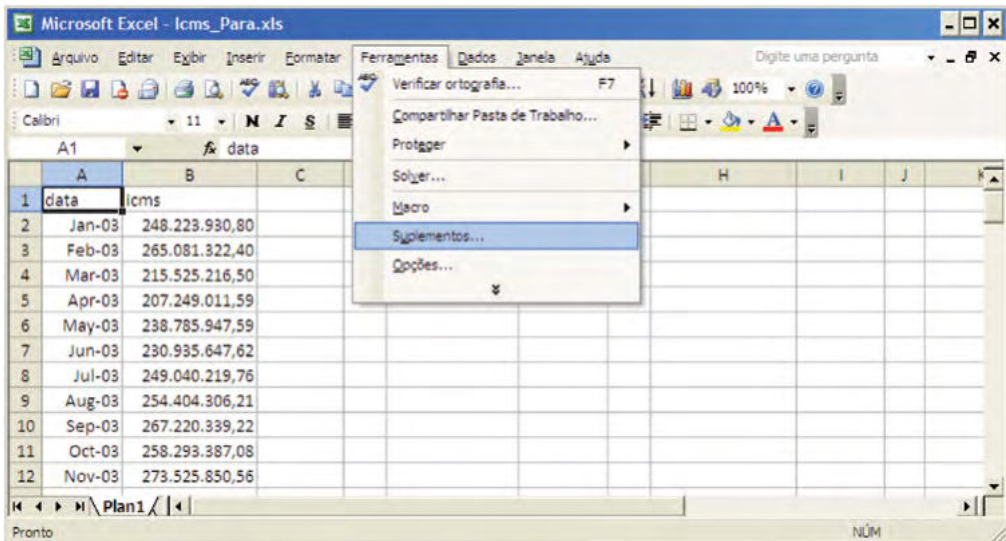 Microsoft Excel - Icms_Para.xls
Arquivo Editar Exibir Inserir Formatar Ferramentas Dados Janela Ajuda Digite uma pergunta
Verificar ortografia... F7
100%
Calibri 11 N I S
Compartilhar Pasta de Trabalho...
A1 fx data
Proteger
Solver...
Macro
Suplementos...
Opções...
A B C H I J K
1 data icms
2 Jan-03 248.223.930,80
3 Feb-03 265.081.322,40
4 Mar-03 215.525.216,50
5 Apr-03 207.249.011,59
6 May-03 238.785.947,59
7 Jun-03 230.935.647,62
8 Jul-03 249.040.219,76
9 Aug-03 254.404.306,21
10 Sep-03 267.220.339,22
11 Oct-03 258.293.387,08
12 Nov-03 273.525.850,56
Plan1
Pronto NÚM